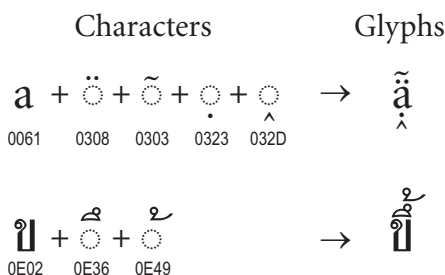 Characters Glyphs
a + ◌̈ + ◌̃ + ◌̣ + ◌̭ → ạ̭̈̃
0061 0308 0303 0323 032D
ข + ◌ึ + ◌้ → ขึ้
0E02 0E36 0E49